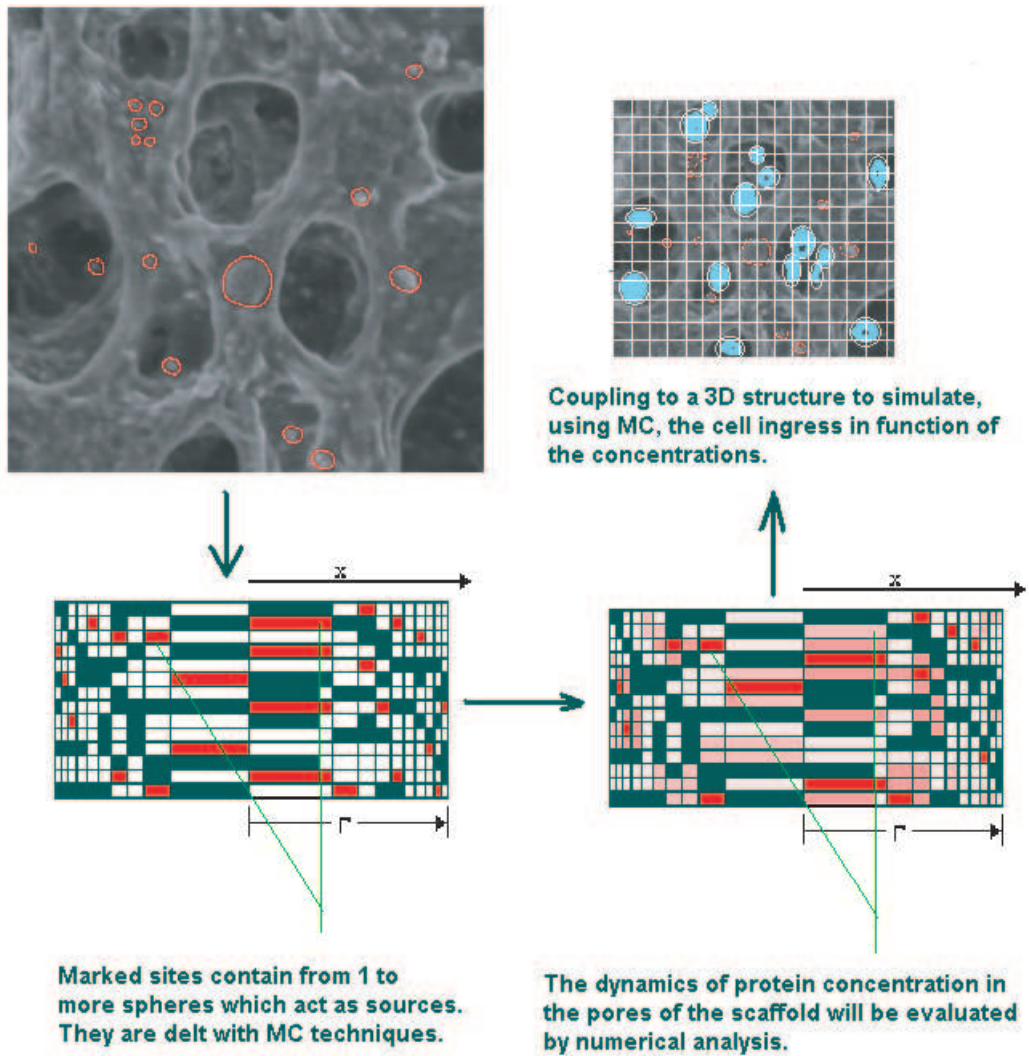 Coupling to a 3D structure to simulate,
using MC, the cell ingress in function of
the concentrations.
x
x
r
r
Marked sites contain from 1 to
more spheres which act as sources.
They are delt with MC techniques.
The dynamics of protein concentration in
the pores of the scaffold will be evaluated
by numerical analysis.